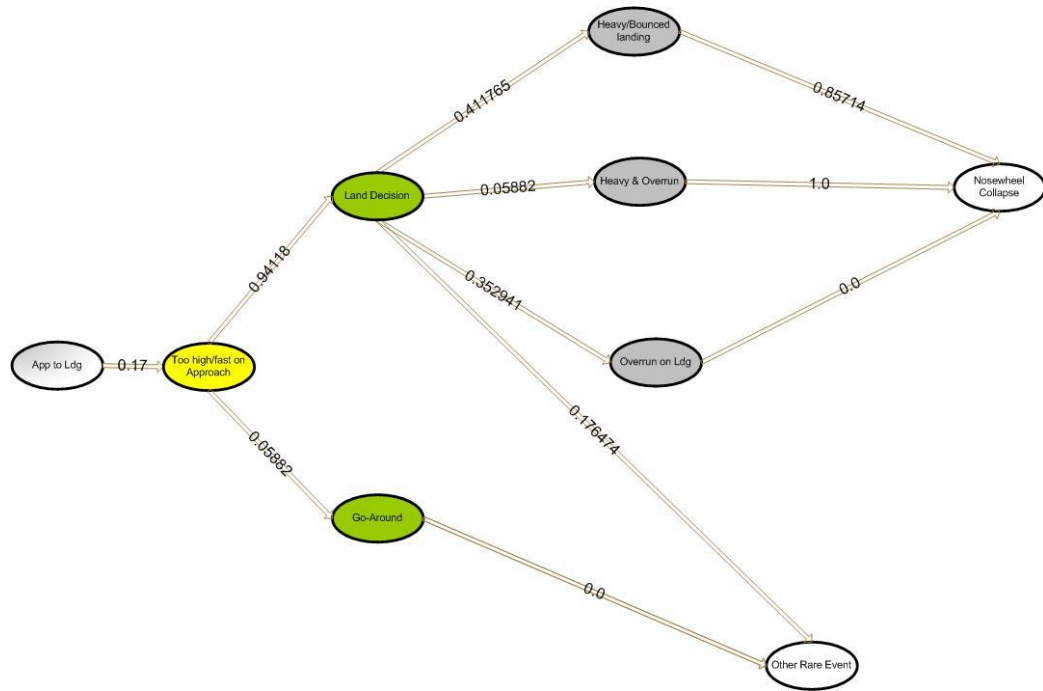 Heavy/Bounced
landing
0.411765
0.85714
Land Decision
0.05882
Heavy & Overrun
1.0
Nosewheel
Collapse
0.94118
0.352941
0.0
App to Ldg
0.17
Too high/fast on
Approach
Overrun on Ldg
0.176474
0.05882
Go-Around
0.0
Other Rare Event